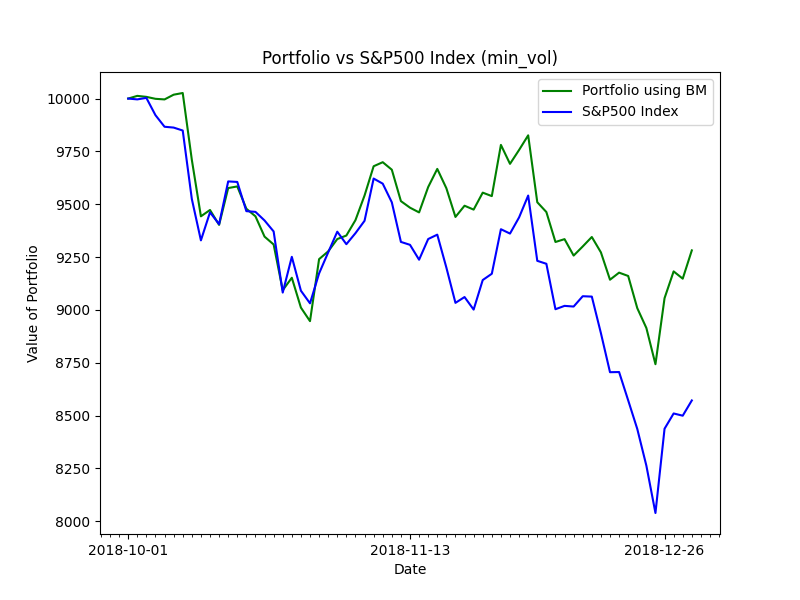 Portfolio vs S&P500 Index (min_vol)
Portfolio using BM
S&P500 Index
Value of Portfolio
10000
9750
9500
9250
9000
8750
8500
8250
8000
2018-10-01
2018-11-13
2018-12-26
Date